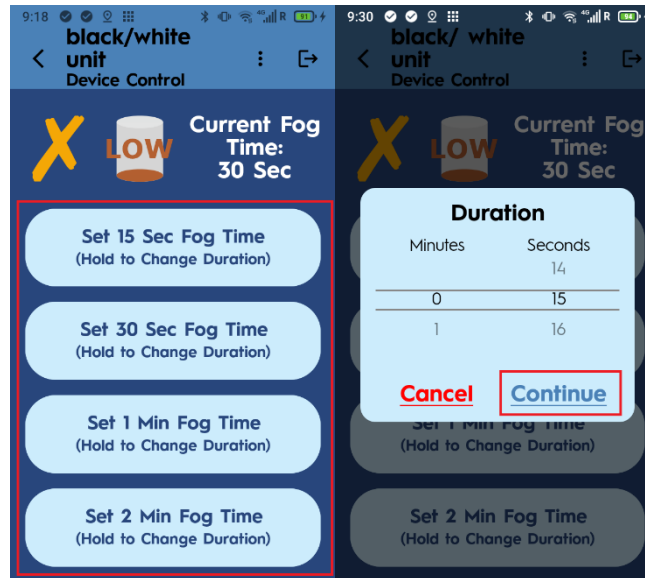 9:18
4G R 91
black/white
unit
Device Control
LOW
Current Fog
Time:
30 Sec
Set 15 Sec Fog Time
(Hold to Change Duration)
Set 30 Sec Fog Time
(Hold to Change Duration)
Set 1 Min Fog Time
(Hold to Change Duration)
Set 2 Min Fog Time
(Hold to Change Duration)
9:30
4G R 94
black/ white
unit
Device Control
LOW
Current Fog
Time:
30 Sec
Duration
Minutes Seconds
14
0 15
1 16
Cancel Continue
Set 1 Min Fog Time
(Hold to Change Duration)
Set 2 Min Fog Time
(Hold to Change Duration)